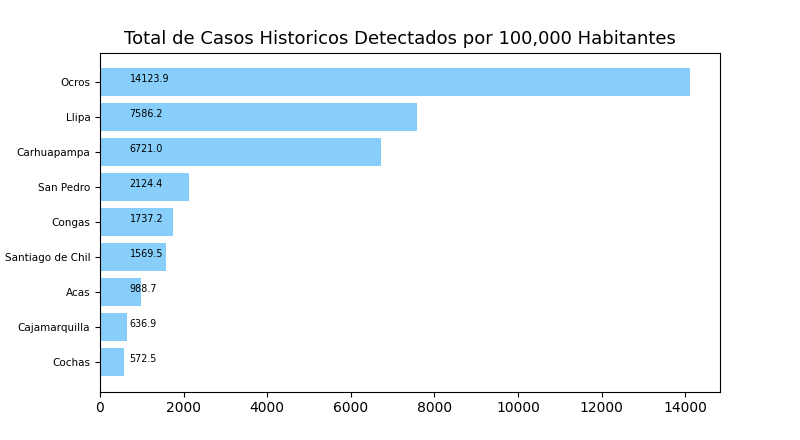 Total de Casos Historicos Detectados por 100,000 Habitantes
Ocros 14123.9
Llipa 7586.2
Carhuapampa 6721.0
San Pedro 2124.4
Congas 1737.2
Santiago de Chil 1569.5
Acas 988.7
Cajamarquilla 636.9
Cochas 572.5
0 2000 4000 6000 8000 10000 12000 14000